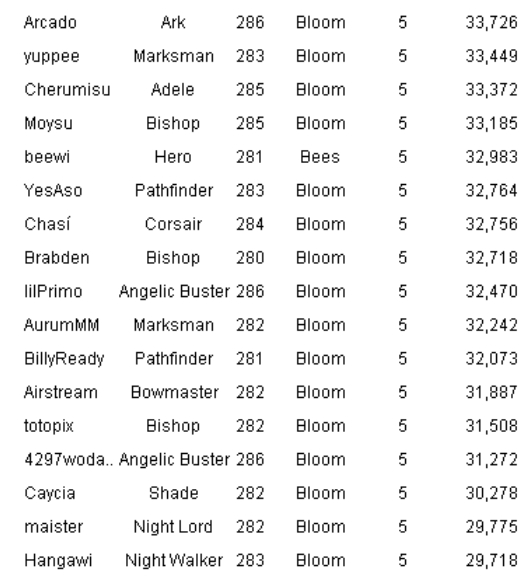 Arcado Ark 286 Bloom 5 33,726
yuppee Marksman 283 Bloom 5 33,449
Cherumisu Adele 285 Bloom 5 33,372
Moysu Bishop 285 Bloom 5 33,185
beewi Hero 281 Bees 5 32,983
YesAso Pathfinder 283 Bloom 5 32,764
Chasí Corsair 284 Bloom 5 32,756
Brabden Bishop 280 Bloom 5 32,718
lilPrimo Angelic Buster 286 Bloom 5 32,470
AurumMM Marksman 282 Bloom 5 32,242
BillyReady Pathfinder 281 Bloom 5 32,073
Airstream Bowmaster 282 Bloom 5 31,887
totopix Bishop 282 Bloom 5 31,508
4297woda.. Angelic Buster 286 Bloom 5 31,272
Caycia Shade 282 Bloom 5 30,278
maister Night Lord 282 Bloom 5 29,775
Hangawi Night Walker 283 Bloom 5 29,718